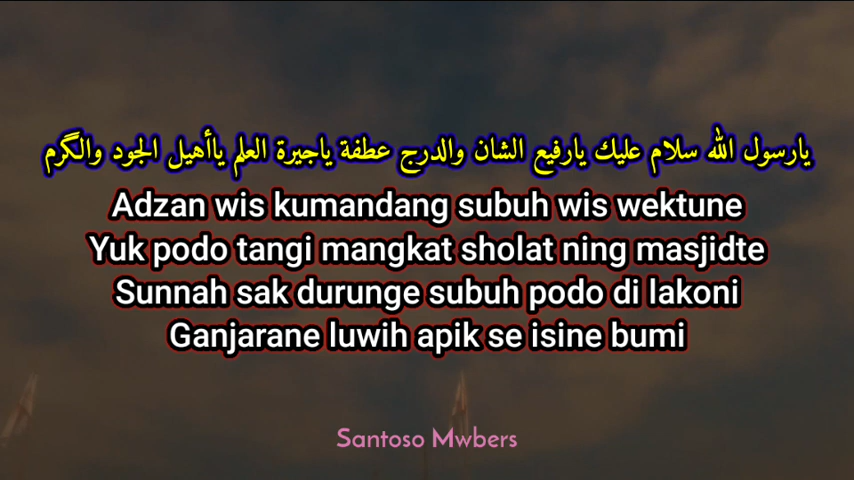 يارسول الله سلام عليك يارفيع الشان والدرج عطفة ياجيرة العلم ياأهيل الجود والكرم
Adzan wis kumandang subuh wis wektune
Yuk podo tangi mangkat sholat ning masjidte
Sunnah sak durunge subuh podo di lakoni
Ganjarane luwih apik se isine bumi
Santoso Mwbers